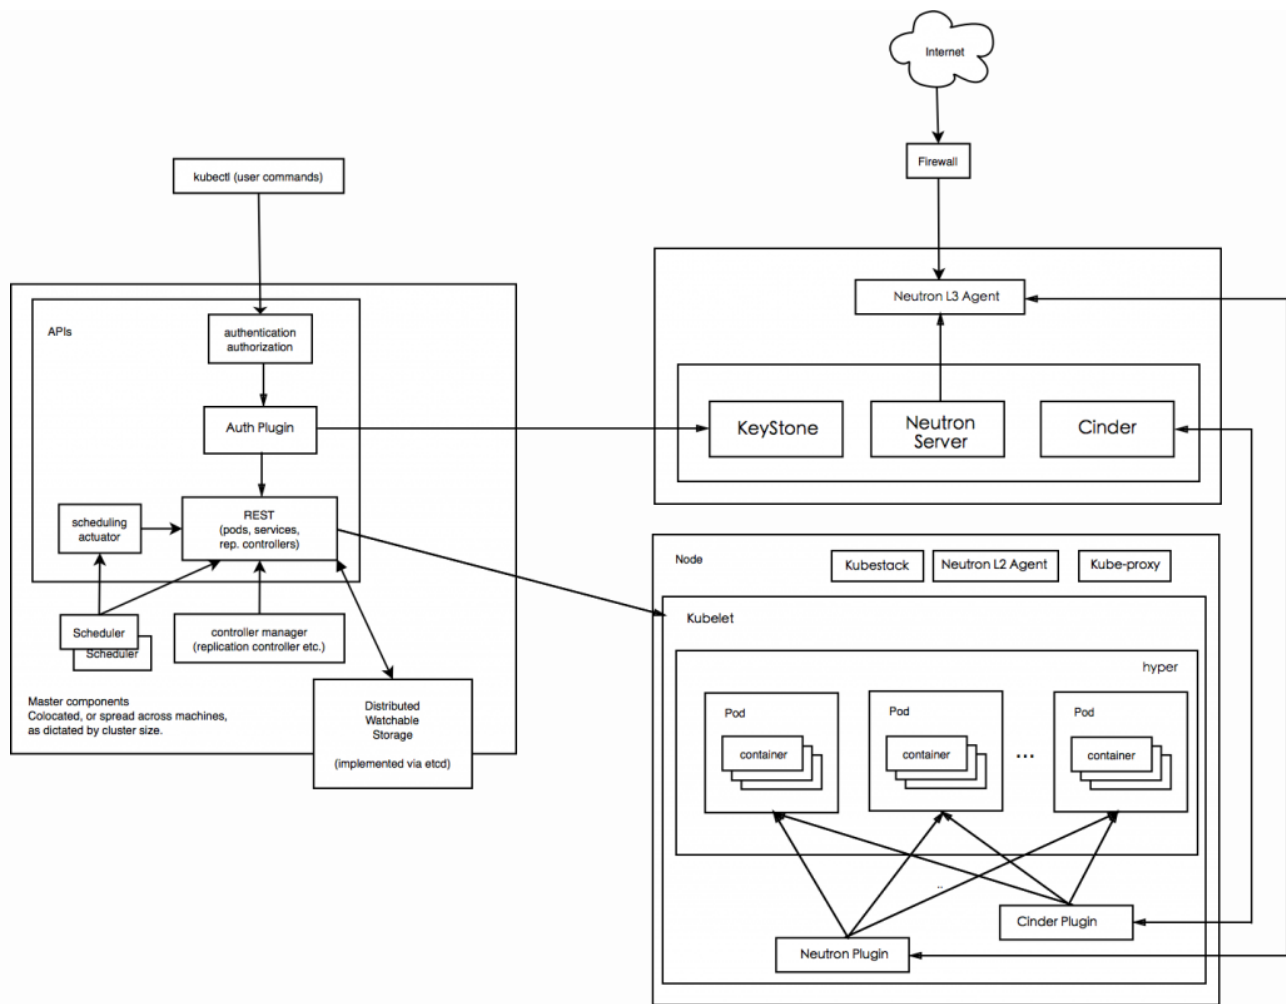 Internet
Firewall
kubectl (user commands)
Neutron L3 Agent
APIs
authentication
authorization
Auth Plugin
KeyStone
Neutron
Server
Cinder
REST
(pods, services,
rep. controllers)
scheduling
actuator
Scheduler
Scheduler
controller manager
(replication controller etc.)
Master components
Colocated, or spread across machines,
as dictated by cluster size.
Distributed
Watchable
Storage
(implemented via etcd)
Node
Kubestack
Neutron L2 Agent
Kube-proxy
Kubelet
hyper
Pod
container
Pod
container
...
Pod
container
..
Cinder Plugin
Neutron Plugin